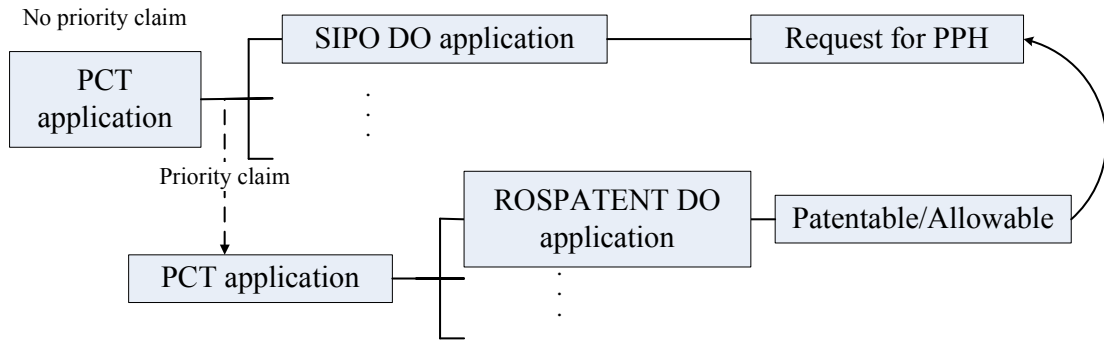 No priority claim
PCT
application
SIPO DO application
Request for PPH
Priority claim
PCT application
ROSPATENT DO
application
Patentable/Allowable